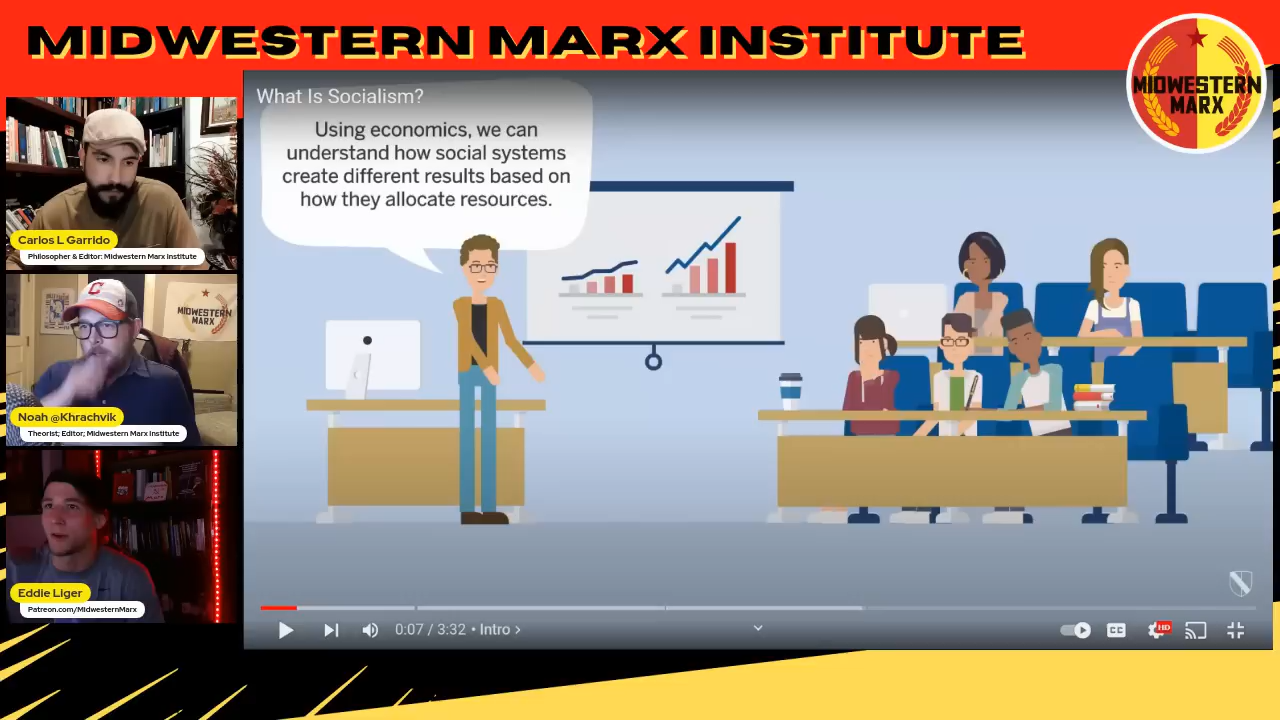 MIDWESTERN MARX INSTITUTE
MIDWESTERN
MARX
What Is Socialism?
Using economics, we can
understand how social systems
create different results based on
how they allocate resources.
Carlos L Garrido
Philosopher & Editor: Midwestern Marx Institute
MIDWESTERN
MARX
Noah @Khrachvik
Theorist; Editor; Midwestern Marx Institute
Eddie Liger
Patreon.com/MidwesternMarx
0:07 / 3:32 • Intro
CC
HD